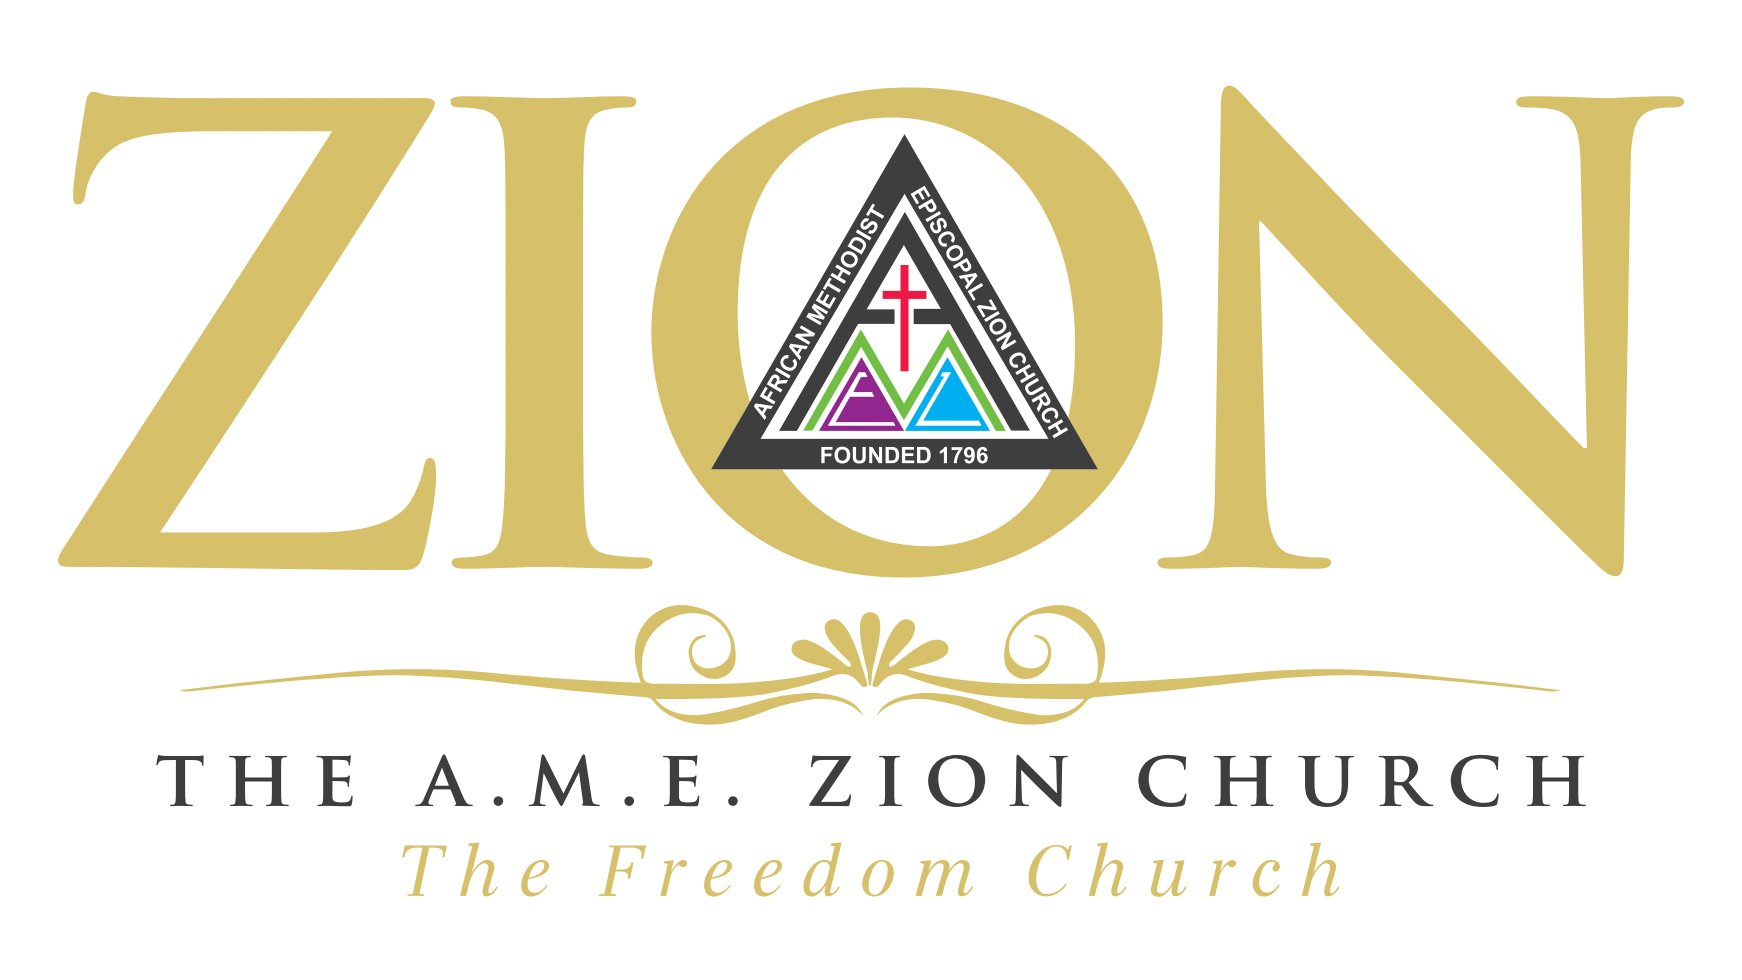 ZION
AFRICAN METHODIST
EPISCOPAL ZION CHURCH
FOUNDED 1796
THE A.M.E. ZION CHURCH
The Freedom Church